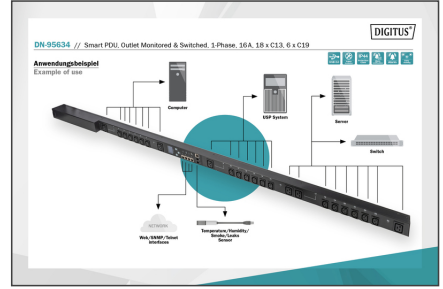 DIGITUS®
DN-95634 // Smart PDU, Outlet Monitored & Switched, 1-Phase, 16A, 18 x C13, 6 x C19
Anwendungsbeispiel
Example of use
Computer
USP System
Server
Switch
NETWORK
Web/SNMP/Telnet
Interfaces
Temperature/Humidity/
Smoke/Leaks
Sensor